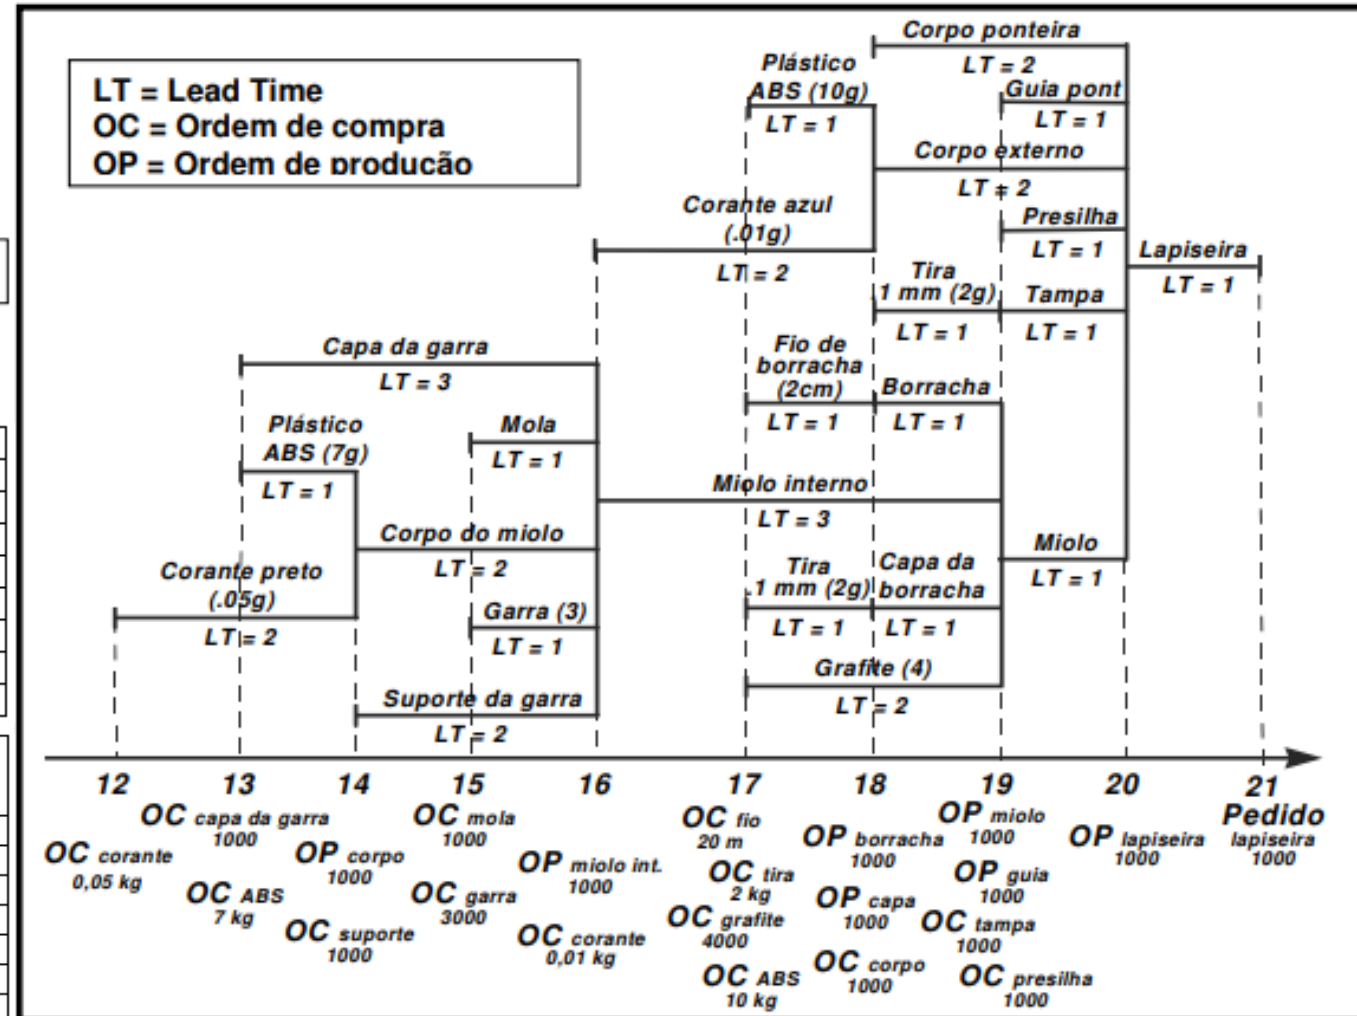 LT = Lead Time
OC = Ordem de compra
OP = Ordem de produção
Corpo ponteira
LT = 2
Plástico
ABS (10g)
LT = 1
Guia pont
LT = 1
Corpo externo
LT = 2
Corante azul
(.01g)
LT = 2
Presilha
LT = 1
Lapiseira
LT = 1
Tira
.1 mm (2g)
LT = 1
Tampa
LT = 1
Capa da garra
LT = 3
Fio de
borracha
(2cm)
LT = 1
Borracha
LT = 1
Plástico
ABS (7g)
LT = 1
Mola
LT = 1
Miolo interno
LT = 3
Corpo do miolo
LT = 2
Miolo
LT = 1
Corante preto
(.05g)
LT = 2
Tira
.1 mm (2g)
LT = 1
Capa da
borracha
LT = 1
Garra (3)
LT = 1
Grafite (4)
LT = 2
Suporte da garra
LT = 2
12 13 14 15 16 17 18 19 20 21
OC corante
0,05 kg
OC capa da garra
1000
OC ABS
7 kg
OP corpo
1000
OC suporte
1000
OC mola
1000
OC garra
3000
OP miolo int.
1000
OC corante
0,01 kg
OC fio
20 m
OC tira
2 kg
OC grafite
4000
OC ABS
10 kg
OP borracha
1000
OP capa
1000
OC corpo
1000
OP miolo
1000
OP guia
1000
OC tampa
1000
OC presilha
1000
OP lapiseira
1000
Pedido
lapiseira
1000